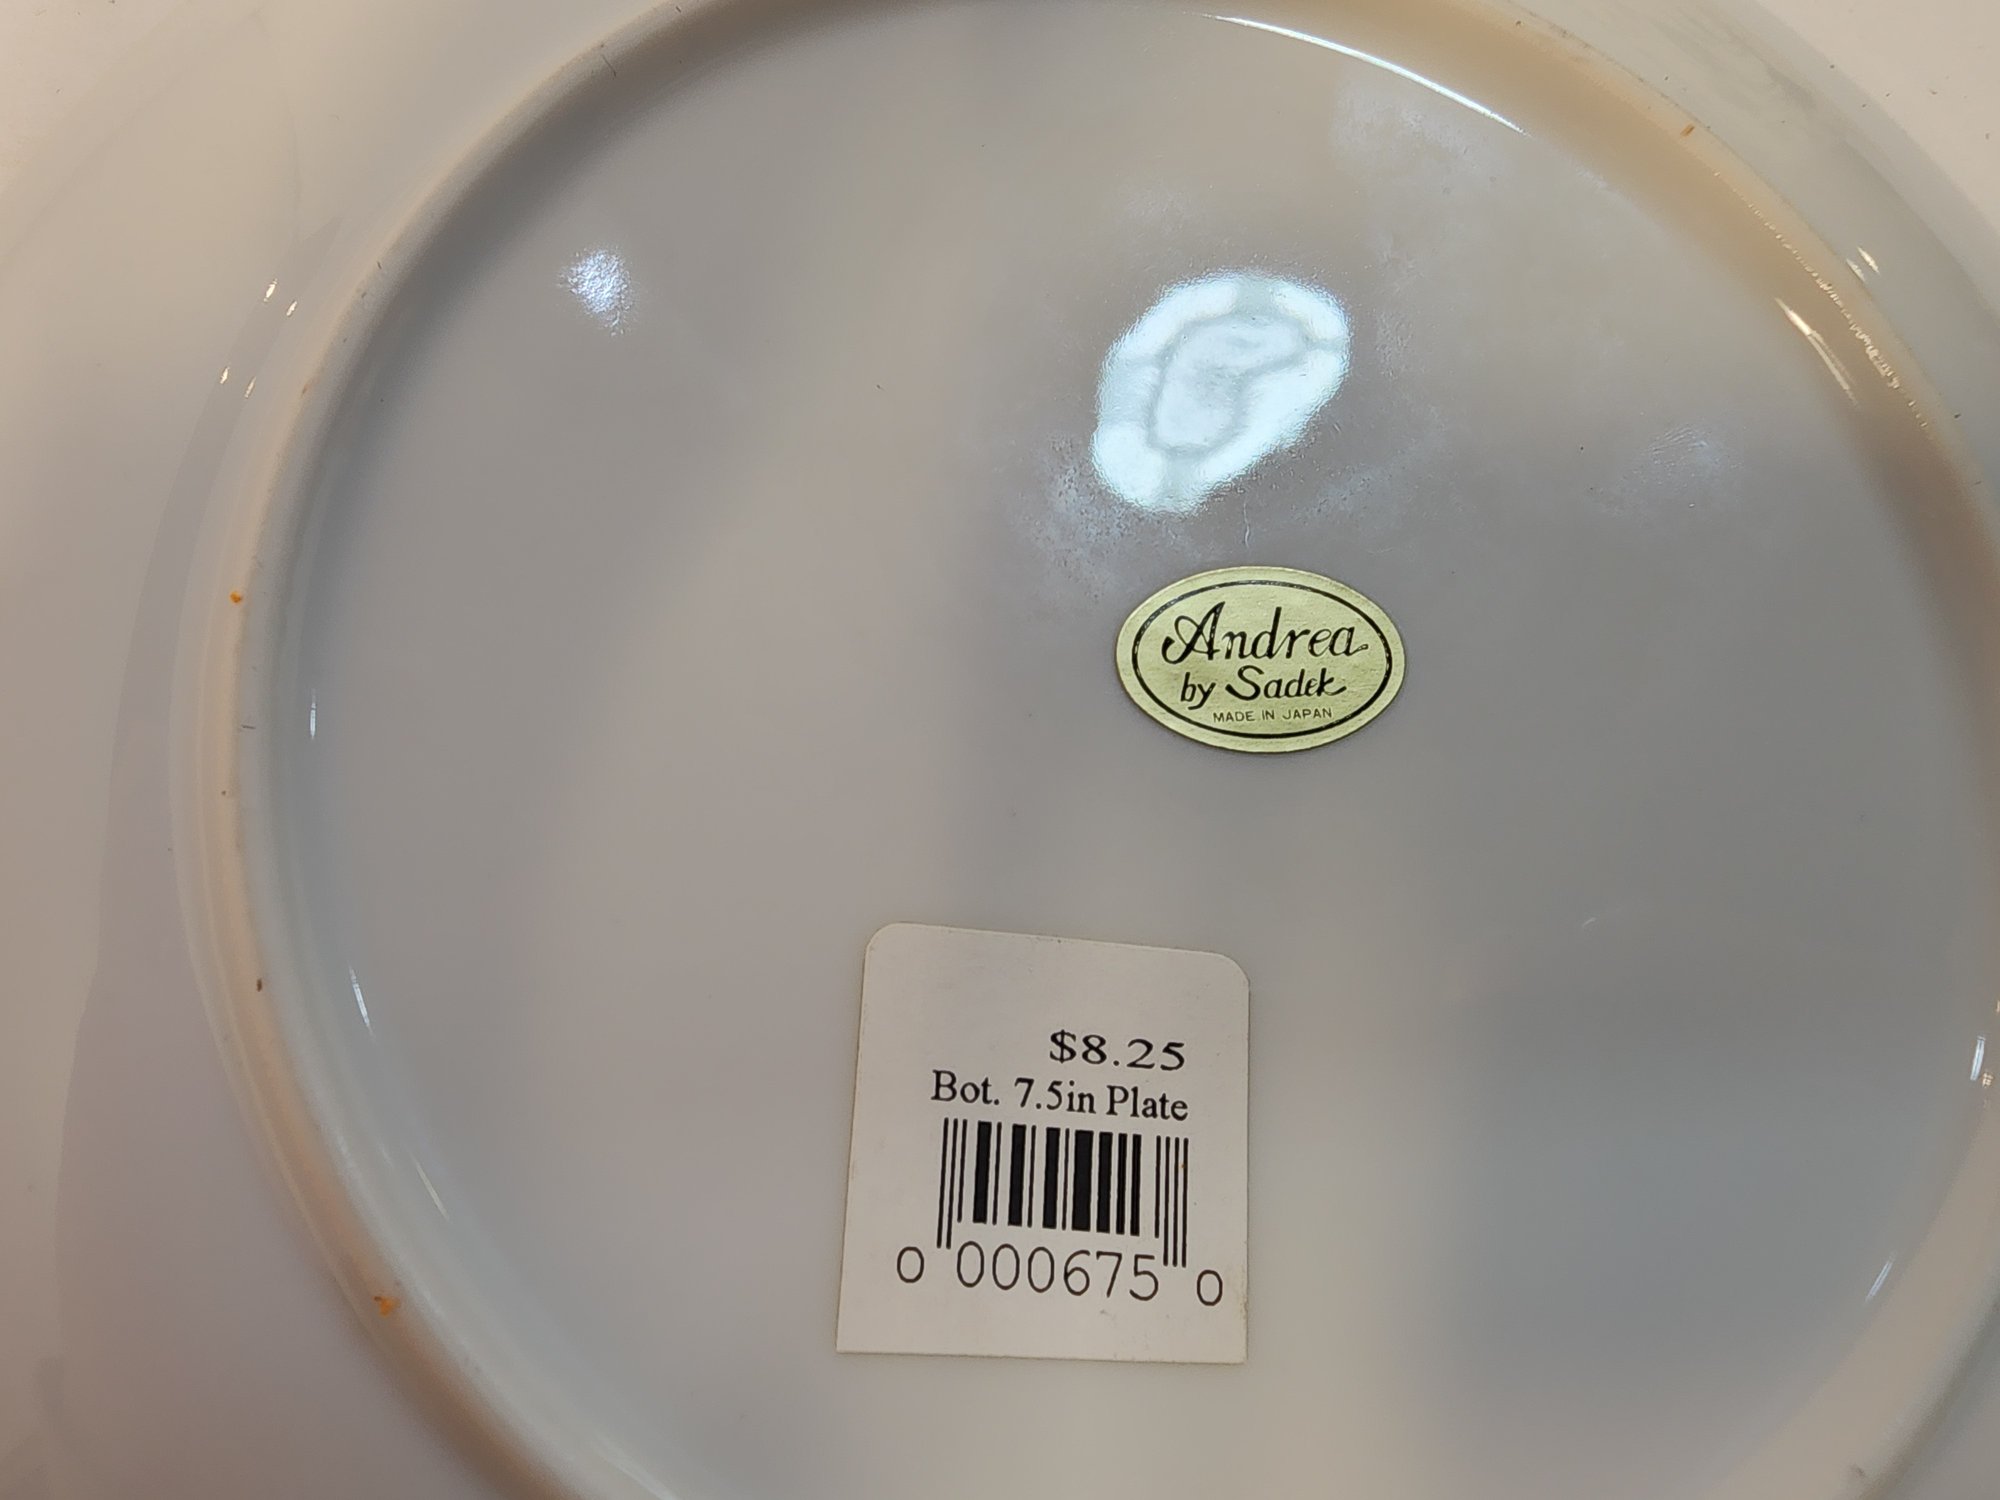 Andrea
by Sadek
MADE IN JAPAN
$8.25
Bot. 7.5in Plate
0 000675 0